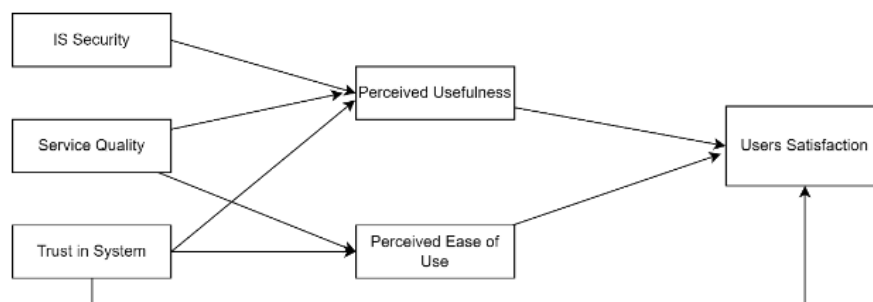 IS Security
Perceived Usefulness
Service Quality
Users Satisfaction
Trust in System
Perceived Ease of
Use